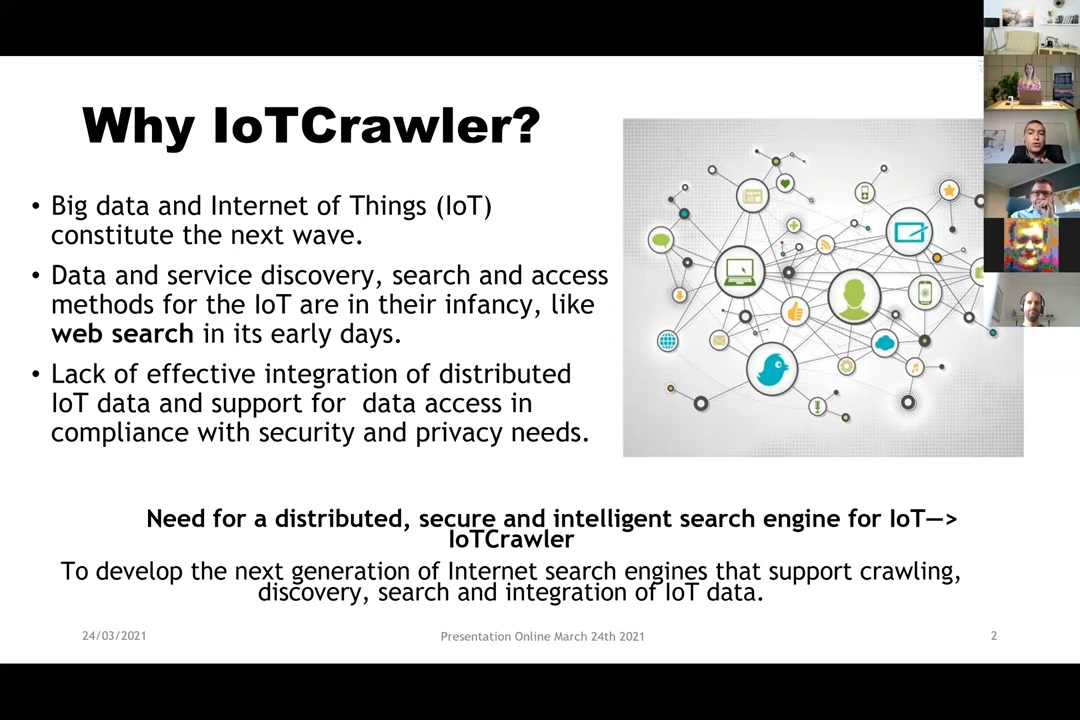 Why IoTCrawler?
• Big data and Internet of Things (IoT)
constitute the next wave.
• Data and service discovery, search and access
methods for the IoT are in their infancy, like
web search in its early days.
• Lack of effective integration of distributed
IoT data and support for data access in
compliance with security and privacy needs.
Need for a distributed, secure and intelligent search engine for IoT—>
IoTCrawler
To develop the next generation of Internet search engines that support crawling,
discovery, search and integration of IoT data.
24/03/2021
Presentation Online March 24th 2021
2